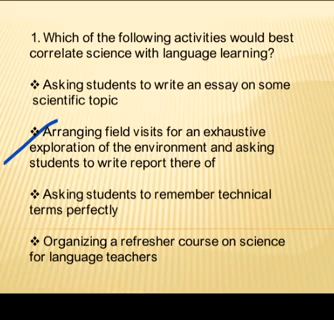 1. Which of the following activities would best
correlate science with language learning?
❖ Asking students to write an essay on some
scientific topic
❖ Arranging field visits for an exhaustive
exploration of the environment and asking
students to write report there of
❖ Asking students to remember technical
terms perfectly
❖ Organizing a refresher course on science
for language teachers